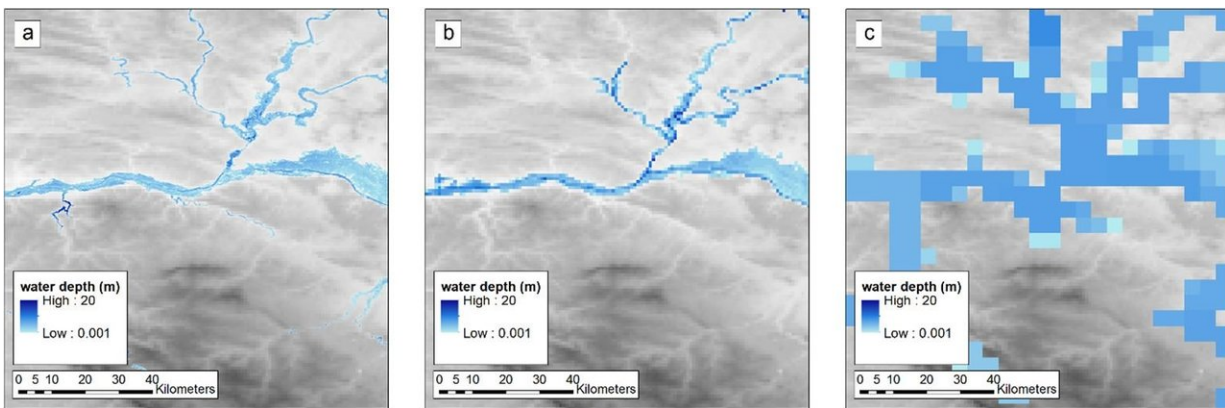 a
water depth (m)
High : 20
Low : 0.001
0 5 10 20 30 40
Kilometers
b
water depth (m)
High : 20
Low : 0.001
0 5 10 20 30 40
Kilometers
c
water depth (m)
High : 20
Low : 0.001
0 5 10 20 30 40
Kilometers